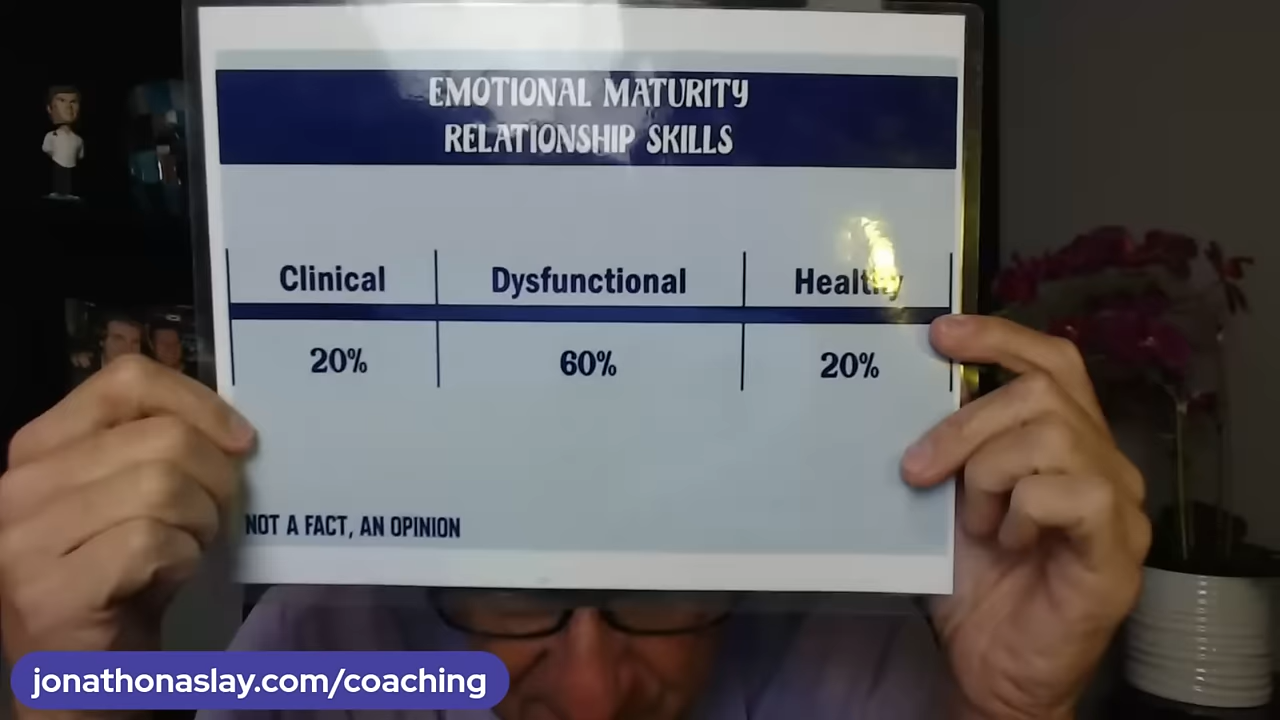 EMOTIONAL MATURITY
RELATIONSHIP SKILLS
Clinical Dysfunctional Healthy
20% 60% 20%
NOT A FACT, AN OPINION
jonathonaslay.com/coaching